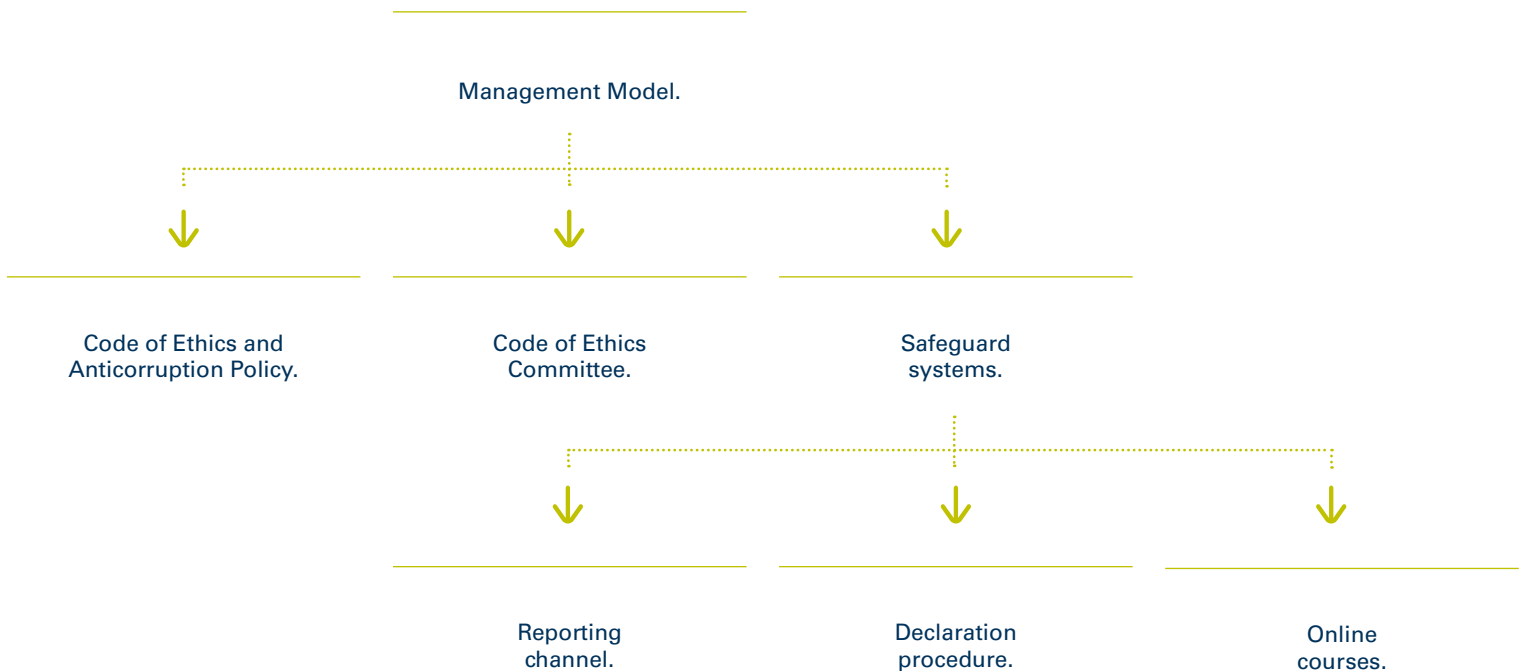 Management Model.
Code of Ethics and
Anticorruption Policy.
Code of Ethics
Committee.
Safeguard
systems.
Reporting
channel.
Declaration
procedure.
Online
courses.